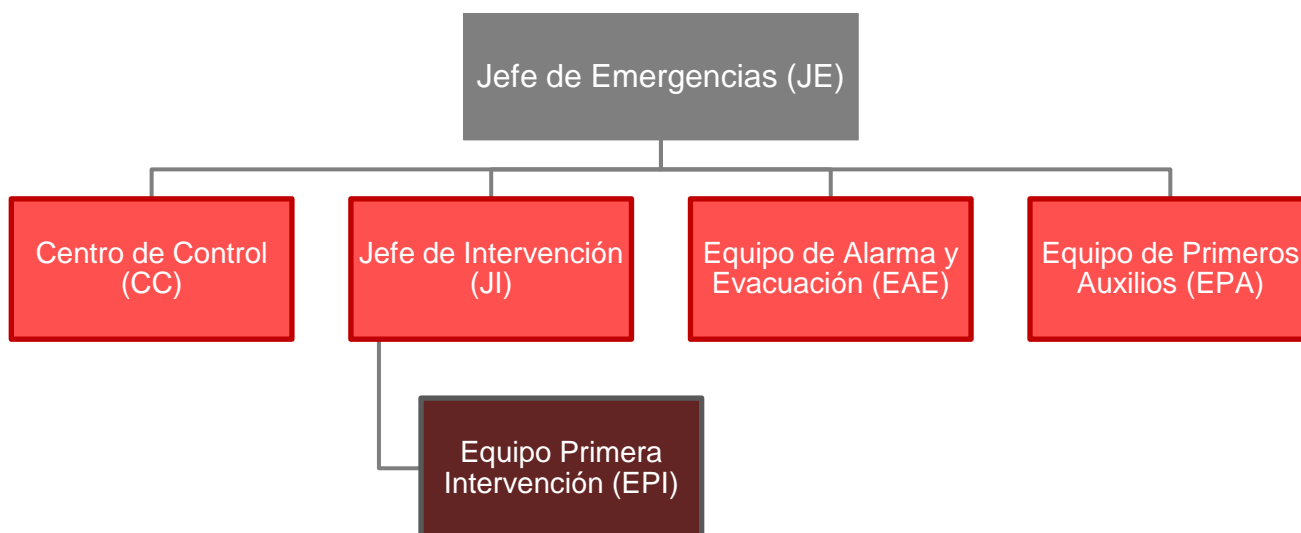 Jefe de Emergencias (JE)
Centro de Control
(CC)
Jefe de Intervención
(JI)
Equipo de Alarma y
Evacuación (EAE)
Equipo de Primeros
Auxilios (EPA)
Equipo Primera
Intervención (EPI)